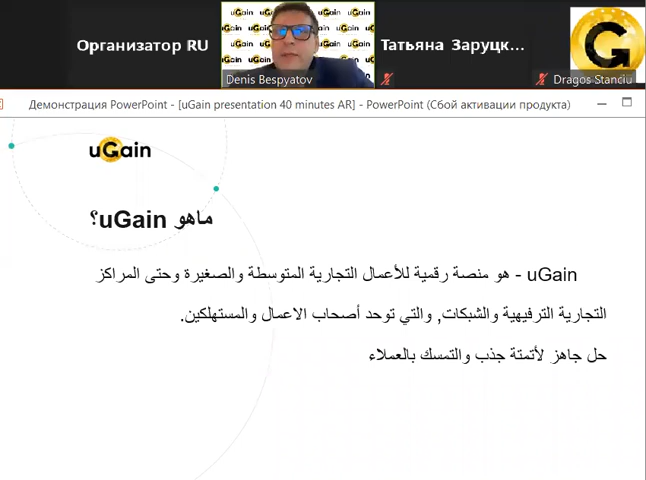 Организатор RU
Denis Bespyatov
Татьяна Заруцк...
Dragos Stanciu
Демонстрация PowerPoint - [uGain presentation 40 minutes AR] - PowerPoint (Сбой активации продукта)
uGain
ماهو uGain؟
uGain - هو منصة رقمية للأعمال التجارية المتوسطة والصغيرة وحتى المراكز
التجارية الترفيهية والشبكات, والتي توحد أصحاب الاعمال والمستهلكين.
حل جاهز لأتمتة جذب والتمسك بالعملاء